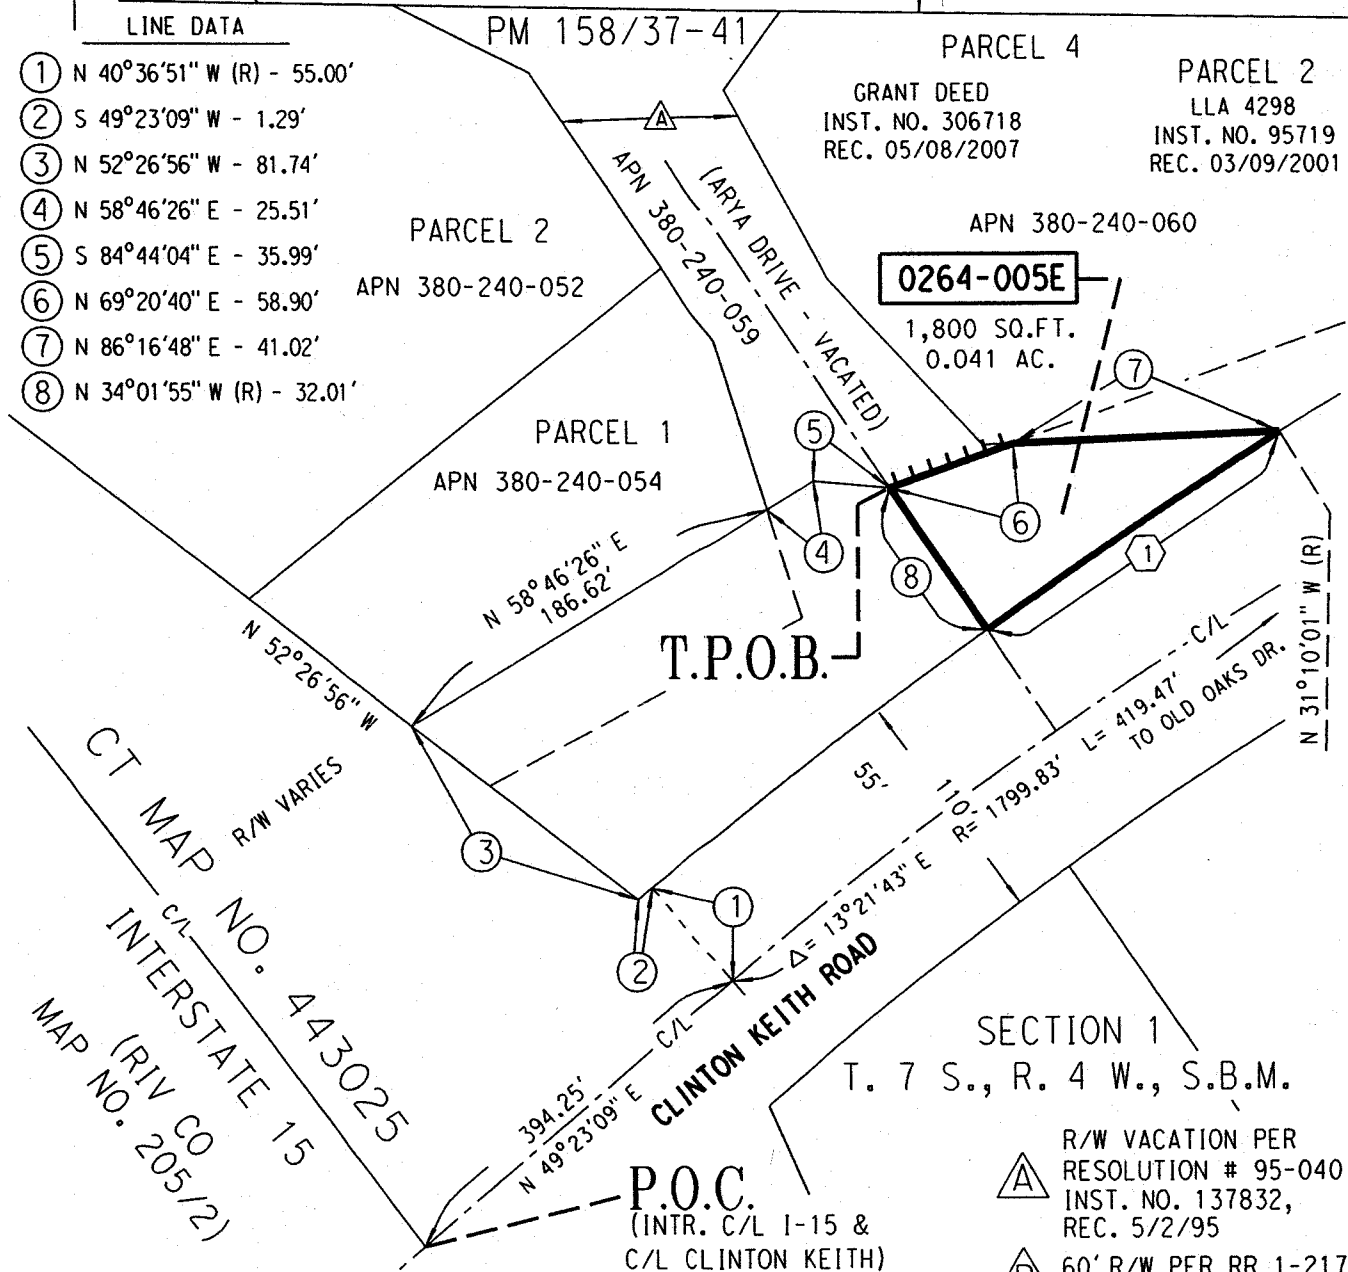 LINE DATA
1 N 40°36'51" W (R) - 55.00'
2 S 49°23'09" W - 1.29'
3 N 52°26'56" W - 81.74'
4 N 58°46'26" E - 25.51'
5 S 84°44'04" E - 35.99'
6 N 69°20'40" E - 58.90'
7 N 86°16'48" E - 41.02'
8 N 34°01'55" W (R) - 32.01'
PM 158/37-41
A
PARCEL 4
GRANT DEED
INST. NO. 306718
REC. 05/08/2007
PARCEL 2
LLA 4298
INST. NO. 95719
REC. 03/09/2001
APN 380-240-060
0264-005E
1,800 SQ.FT.
0.041 AC.
APN 380-240-059
(ARYA DRIVE - VACATED)
PARCEL 2
APN 380-240-052
PARCEL 1
APN 380-240-054
5
7
4
6
8
1
N 58°46'26" E
186.62'
T.P.O.B.
N 31°10'01" W (R)
N 52°26'56" W
R/W VARIES
3
1
2
55'
110'
C/L
Δ= 13°21'43" E R= 1799.83' L= 419.47'
TO OLD OAKS DR.
CLINTON KEITH ROAD
C/L
394.25'
N 49°23'09" E
CT MAP NO. 443025
C/L
INTERSTATE 15
(RIV CO
MAP NO. 205/2)
P.O.C.
(INTR. C/L I-15 &
C/L CLINTON KEITH)
SECTION 1
T. 7 S., R. 4 W., S.B.M.
A R/W VACATION PER
RESOLUTION # 95-040
INST. NO. 137832,
REC. 5/2/95
60' R/W PER RR 1-217